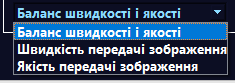 Баланс швидкості і якості
Баланс швидкості і якості
Швидкість передачі зображення
Якість передачі зображення